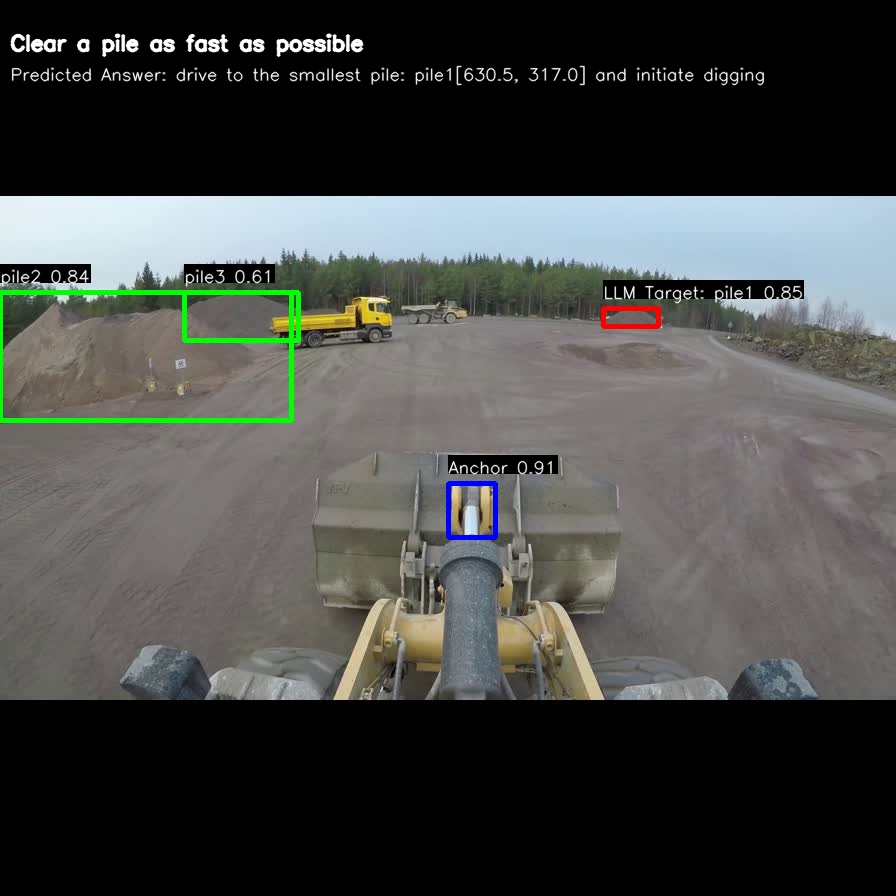 Clear a pile as fast as possible
Predicted Answer: drive to the smallest pile: pile1[630.5, 317.0] and initiate digging
pile2 0.84
pile3 0.61
LLM Target: pile1 0.85
Anchor 0.91